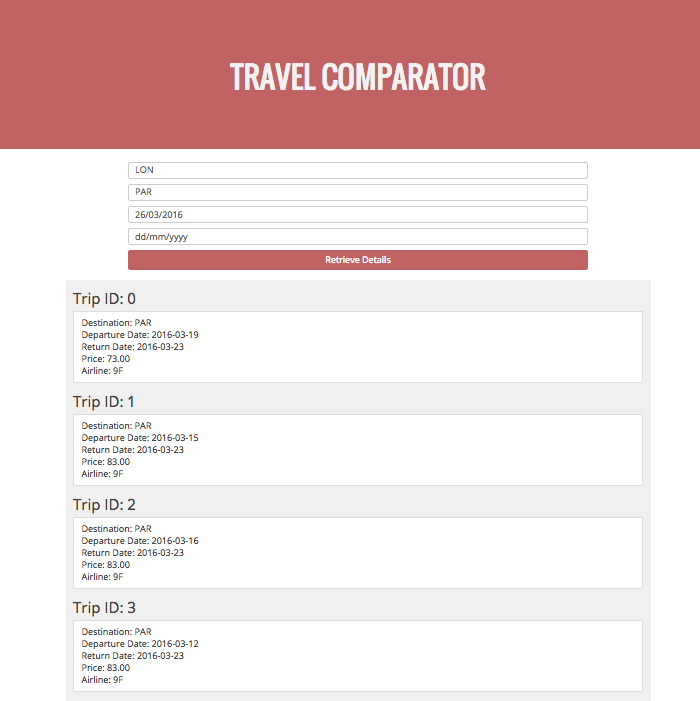 TRAVEL COMPARATOR
LON
PAR
26/03/2016
dd/mm/yyyy
Retrieve Details
Trip ID: 0
Destination: PAR
Departure Date: 2016-03-19
Return Date: 2016-03-23
Price: 73.00
Airline: 9F
Trip ID: 1
Destination: PAR
Departure Date: 2016-03-15
Return Date: 2016-03-23
Price: 83.00
Airline: 9F
Trip ID: 2
Destination: PAR
Departure Date: 2016-03-16
Return Date: 2016-03-23
Price: 83.00
Airline: 9F
Trip ID: 3
Destination: PAR
Departure Date: 2016-03-12
Return Date: 2016-03-23
Price: 83.00
Airline: 9F